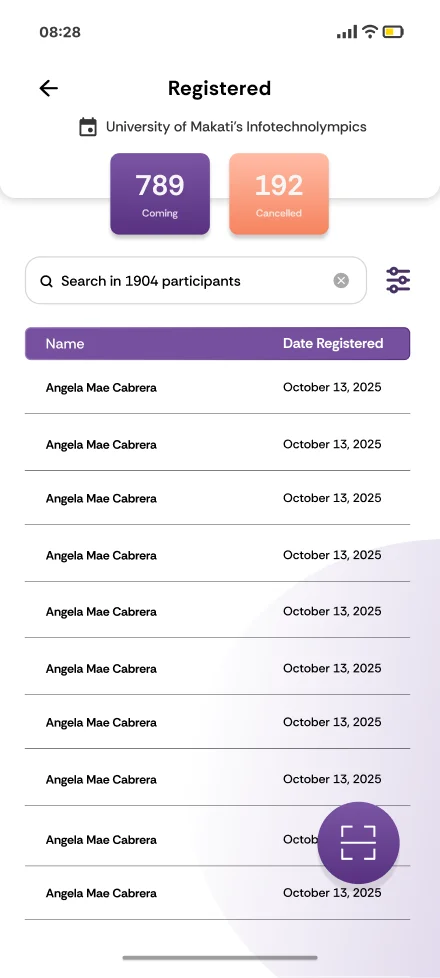 08:28
Registered
University of Makati's Infotechnolympics
789 192
Coming Cancelled
Search in 1904 participants
Name Date Registered
Angela Mae Cabrera October 13, 2025
Angela Mae Cabrera October 13, 2025
Angela Mae Cabrera October 13, 2025
Angela Mae Cabrera October 13, 2025
Angela Mae Cabrera October 13, 2025
Angela Mae Cabrera October 13, 2025
Angela Mae Cabrera October 13, 2025
Angela Mae Cabrera October 13, 2025
Angela Mae Cabrera Octob
Angela Mae Cabrera October 13, 2025